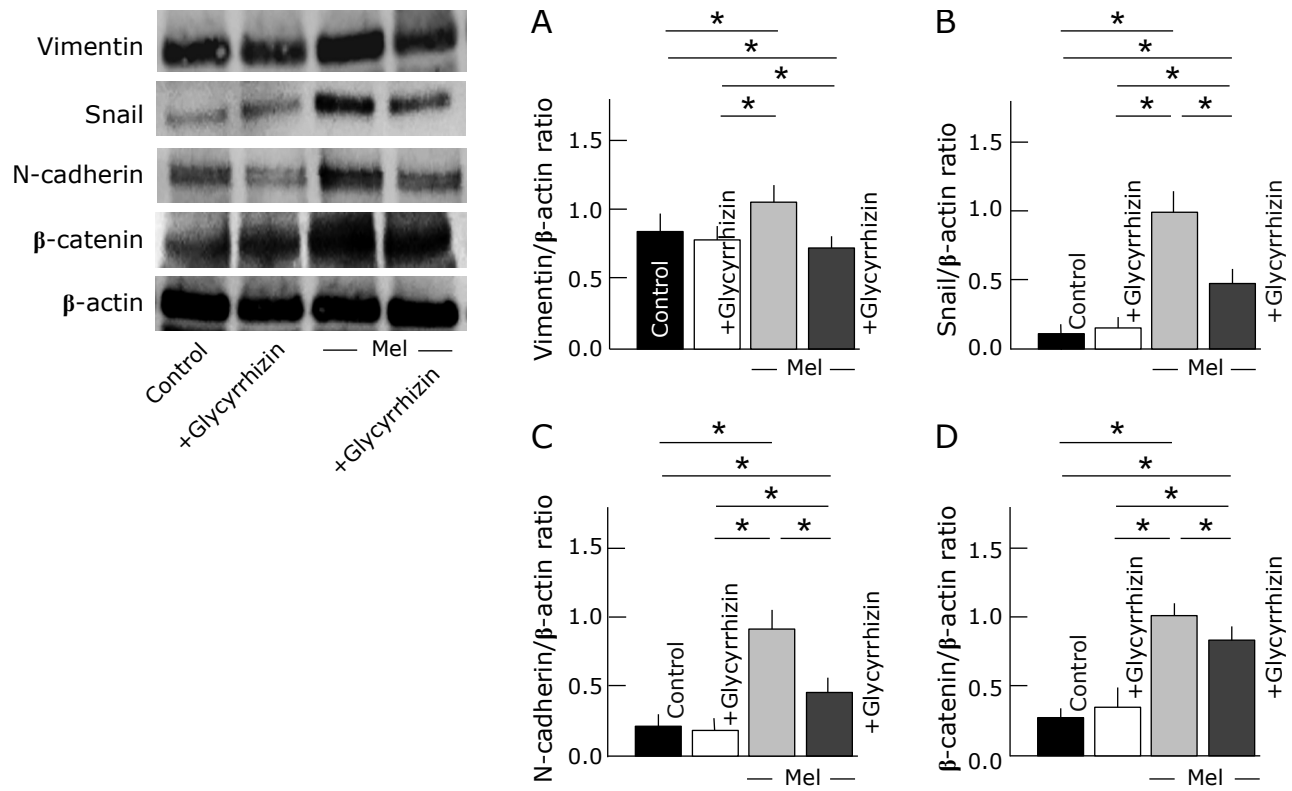 Vimentin
Snail
N-cadherin
β-catenin
β-actin
Control
+Glycyrrhizin
Mel
+Glycyrrhizin
A
*
*
*
*
Vimentin/β-actin ratio
1.5
1.0
0.5
0.0
Control
+Glycyrrhizin
+Glycyrrhizin
Mel
B
*
*
*
* *
Snail/β-actin ratio
1.5
1.0
0.5
0.0
Control
+Glycyrrhizin
+Glycyrrhizin
Mel
C
*
*
*
* *
N-cadherin/β-actin ratio
1.5
1.0
0.5
0.0
Control
+Glycyrrhizin
+Glycyrrhizin
Mel
D
*
*
*
* *
β-catenin/β-actin ratio
1.5
1.0
0.5
0.0
Control
+Glycyrrhizin
+Glycyrrhizin
Mel